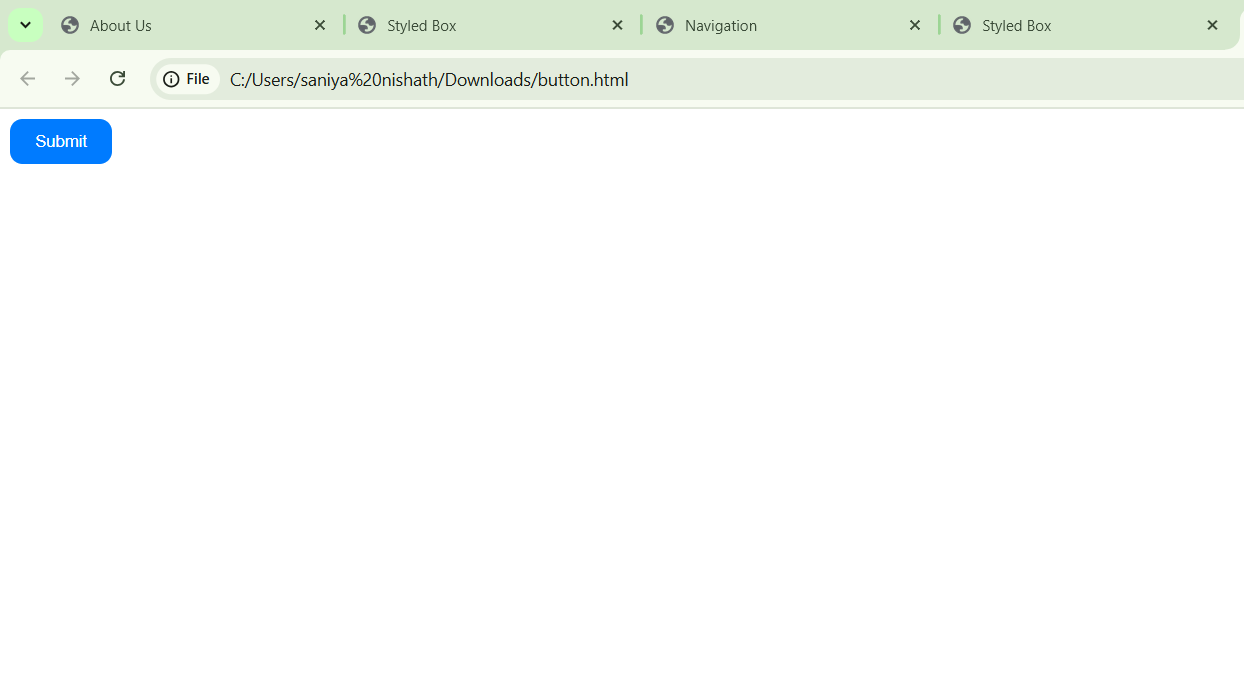 About Us
Styled Box
Navigation
Styled Box
File
C:/Users/saniya%20nishath/Downloads/button.html
Submit